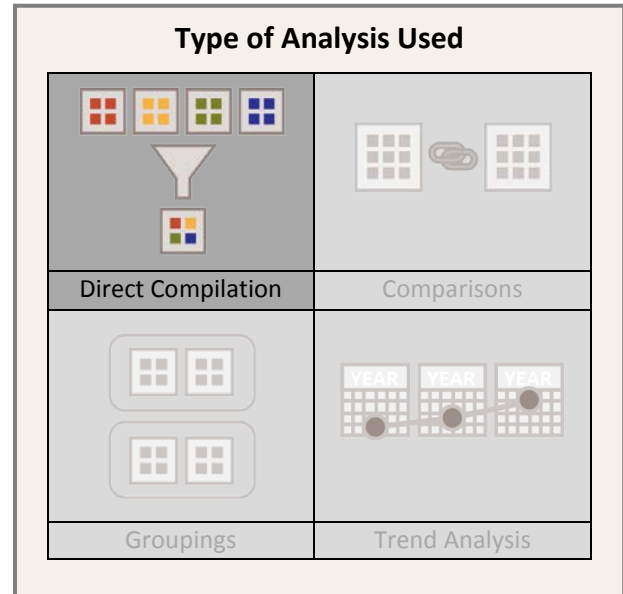 Type of Analysis Used
Direct Compilation
Comparisons
YEAR YEAR YEAR
Groupings
Trend Analysis